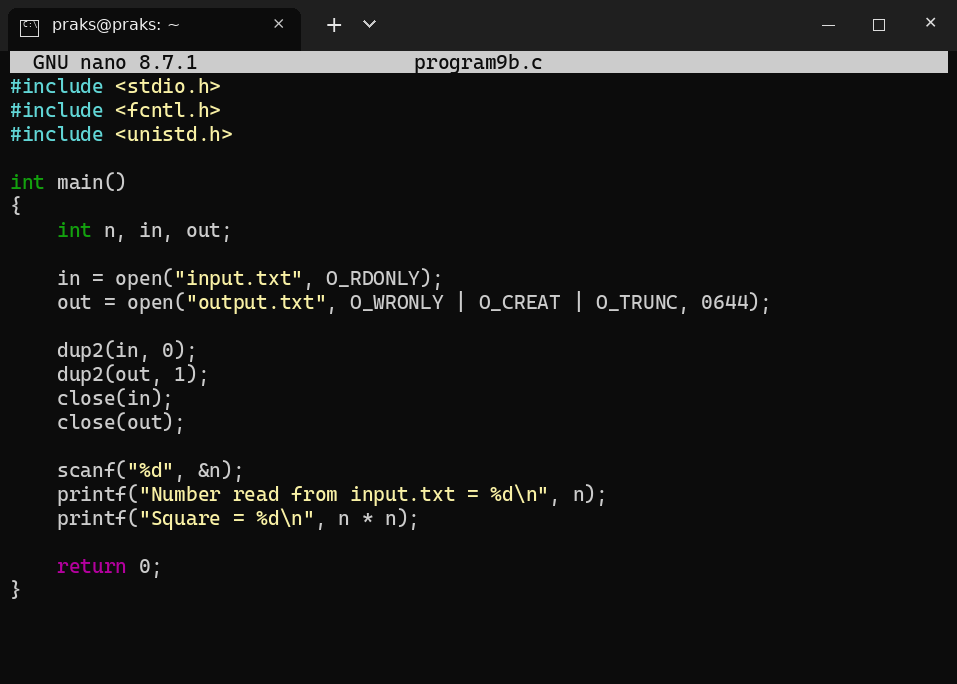 praks@praks: ~
GNU nano 8.7.1 program9b.c
#include <stdio.h>
#include <fcntl.h>
#include <unistd.h>

int main()
{
    int n, in, out;

    in = open("input.txt", O_RDONLY);
    out = open("output.txt", O_WRONLY | O_CREAT | O_TRUNC, 0644);

    dup2(in, 0);
    dup2(out, 1);
    close(in);
    close(out);

    scanf("%d", &n);
    printf("Number read from input.txt = %d\n", n);
    printf("Square = %d\n", n * n);

    return 0;
}